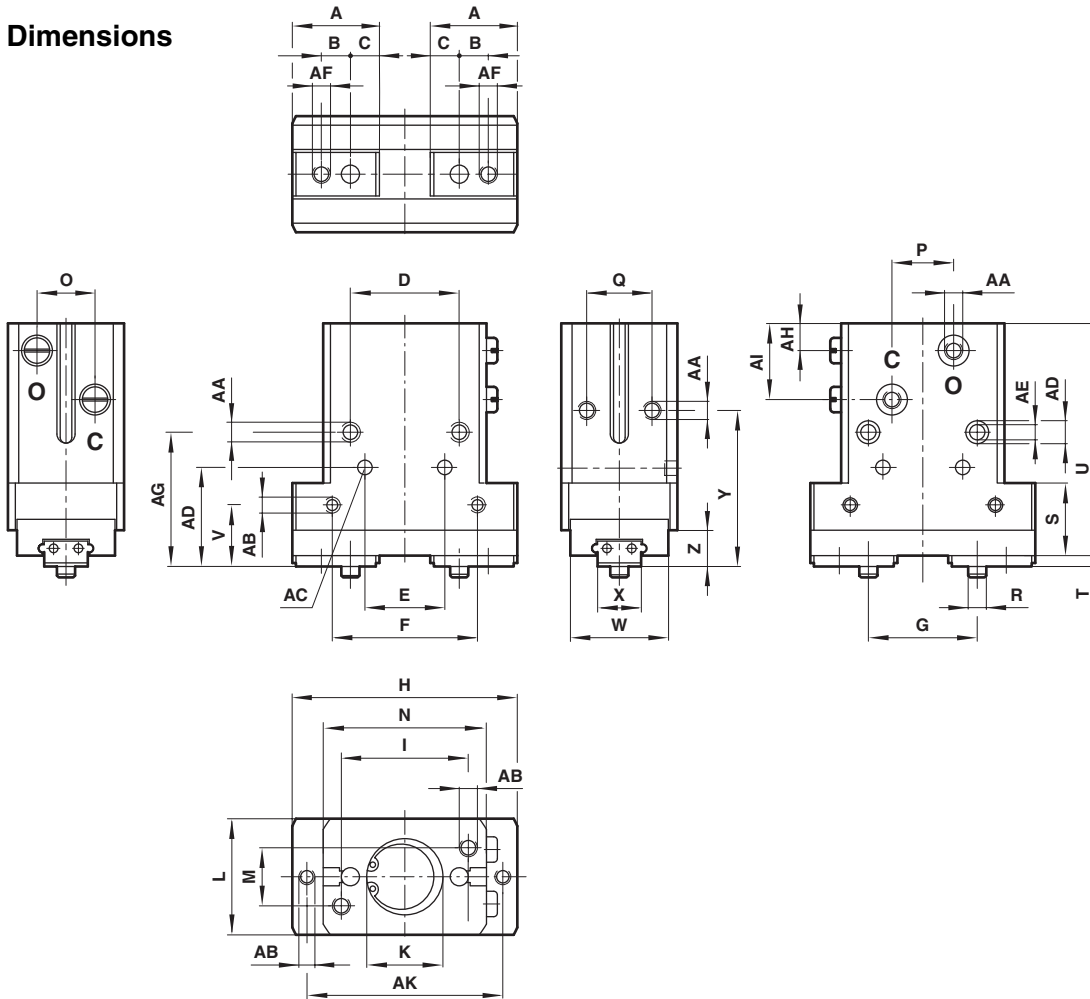 Dimensions
A A
B C C B
AF AF
O D Q P AA
AH
AI
AA AA C O AE AD
O
C
U
AG AD V AB Y Z S
AC E X R T
F W G
H
N
I
AB
L M
AB K
AK